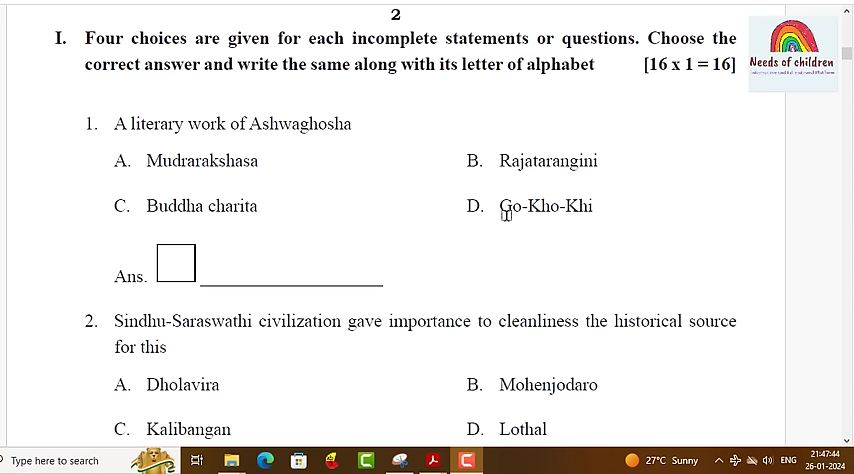 2
I. Four choices are given for each incomplete statements or questions. Choose the
correct answer and write the same along with its letter of alphabet [16 x 1 = 16]
Needs of children
1. A literary work of Ashwaghosha
A. Mudrarakshasa B. Rajatarangini
C. Buddha charita D. Go-Kho-Khi
Ans.
2. Sindhu-Saraswathi civilization gave importance to cleanliness the historical source
for this
A. Dholavira B. Mohenjodaro
C. Kalibangan D. Lothal
Type here to search 27°C Sunny ENG 21:47:44
26-01-2024